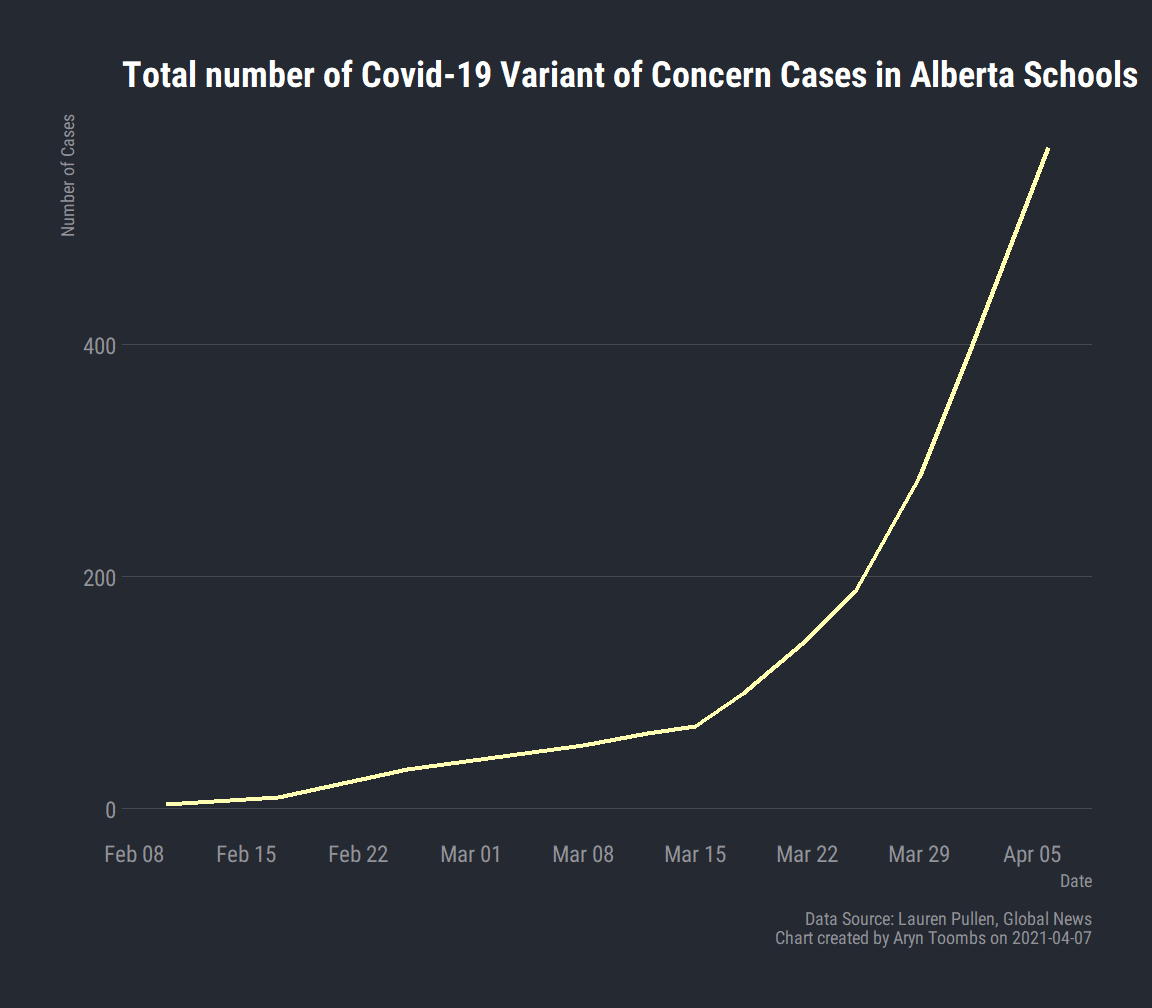 Total number of Covid-19 Variant of Concern Cases in Alberta Schools
Number of Cases
400
200
0
Feb 08 Feb 15 Feb 22 Mar 01 Mar 08 Mar 15 Mar 22 Mar 29 Apr 05
Date
Data Source: Lauren Pullen, Global News
Chart created by Aryn Toombs on 2021-04-07